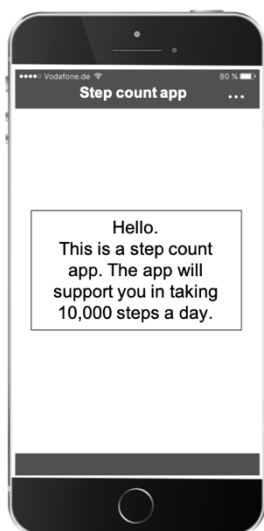 Vodafone.de 80 %
Step count app
...
Hello.
This is a step count
app. The app will
support you in taking
10,000 steps a day.